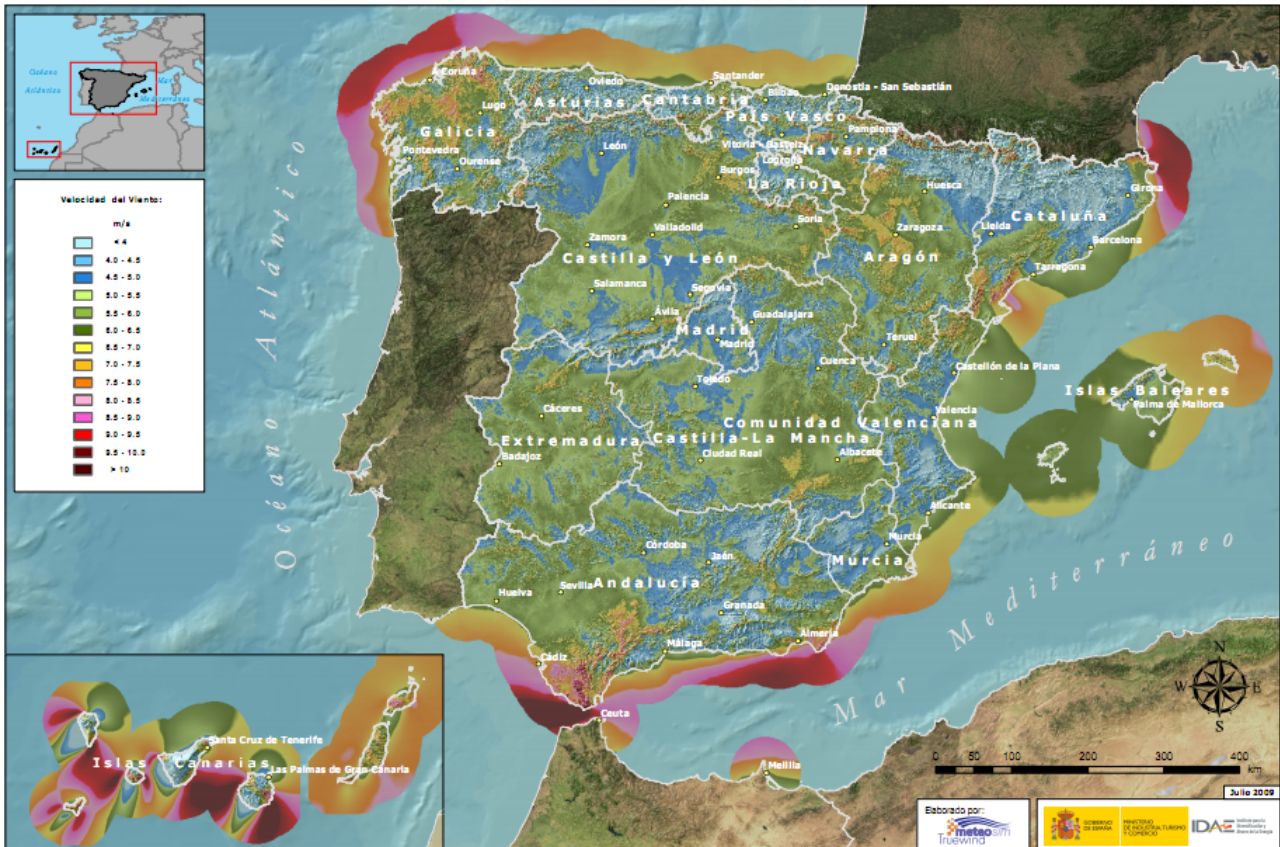 Océano
Atlántico
Mar
Mediterráneo
Velocidad del Viento:
m/s
< 4
4.0 - 4.5
4.5 - 5.0
5.0 - 5.5
5.5 - 6.0
6.0 - 6.5
6.5 - 7.0
7.0 - 7.5
7.5 - 8.0
8.0 - 8.5
8.5 - 9.0
9.0 - 9.5
9.5 - 10.0
> 10
Océano Atlántico
A Coruña
Lugo
Galicia
Pontevedra
Ourense
Oviedo
Asturias
Santander
Cantabria
Bilbao
Donostia - San Sebastián
País Vasco
Vitoria - Gasteiz
Pamplona
Navarra
Logroño
La Rioja
León
Burgos
Palencia
Valladolid
Soria
Zamora
Castilla y León
Salamanca
Segovia
Ávila
Huesca
Zaragoza
Aragón
Teruel
Girona
Cataluña
Lleida
Barcelona
Tarragona
Madrid
Madrid
Guadalajara
Cuenca
Toledo
Castilla-La Mancha
Ciudad Real
Albacete
Cáceres
Extremadura
Badajoz
Castellón de la Plana
Comunidad Valenciana
Valencia
Alicante
Islas Baleares
Palma de Mallorca
Murcia
Murcia
Córdoba
Jaén
Sevilla
Andalucía
Huelva
Granada
Málaga
Almería
Cádiz
Ceuta
Melilla
Mar Mediterráneo
Santa Cruz de Tenerife
Islas Canarias
Las Palmas de Gran Canaria
N
W E
S
0 50 100 200 300 400
km
Julio 2009
Elaborado por:
meteosim
Truewind
GOBIERNO
DE ESPAÑA
MINISTERIO
DE INDUSTRIA, TURISMO
Y COMERCIO
IDAE